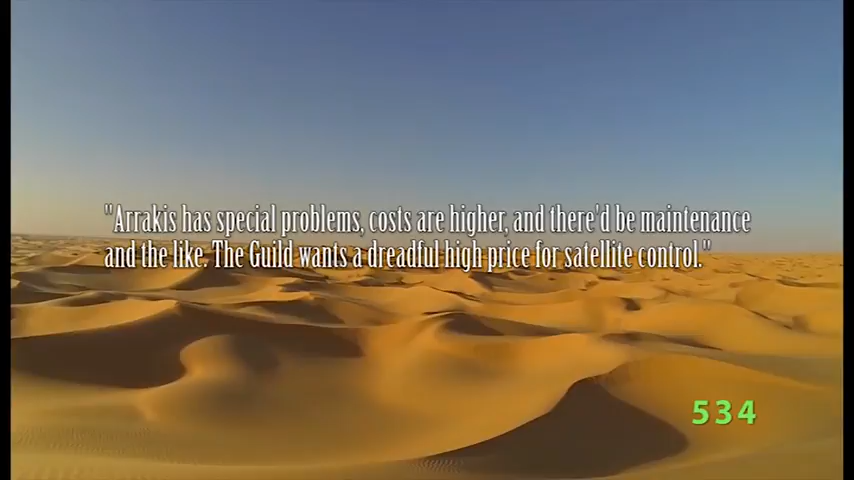 "Arrakis has special problems, costs are higher, and there'd be maintenance
and the like. The Guild wants a dreadful high price for satellite control."
534